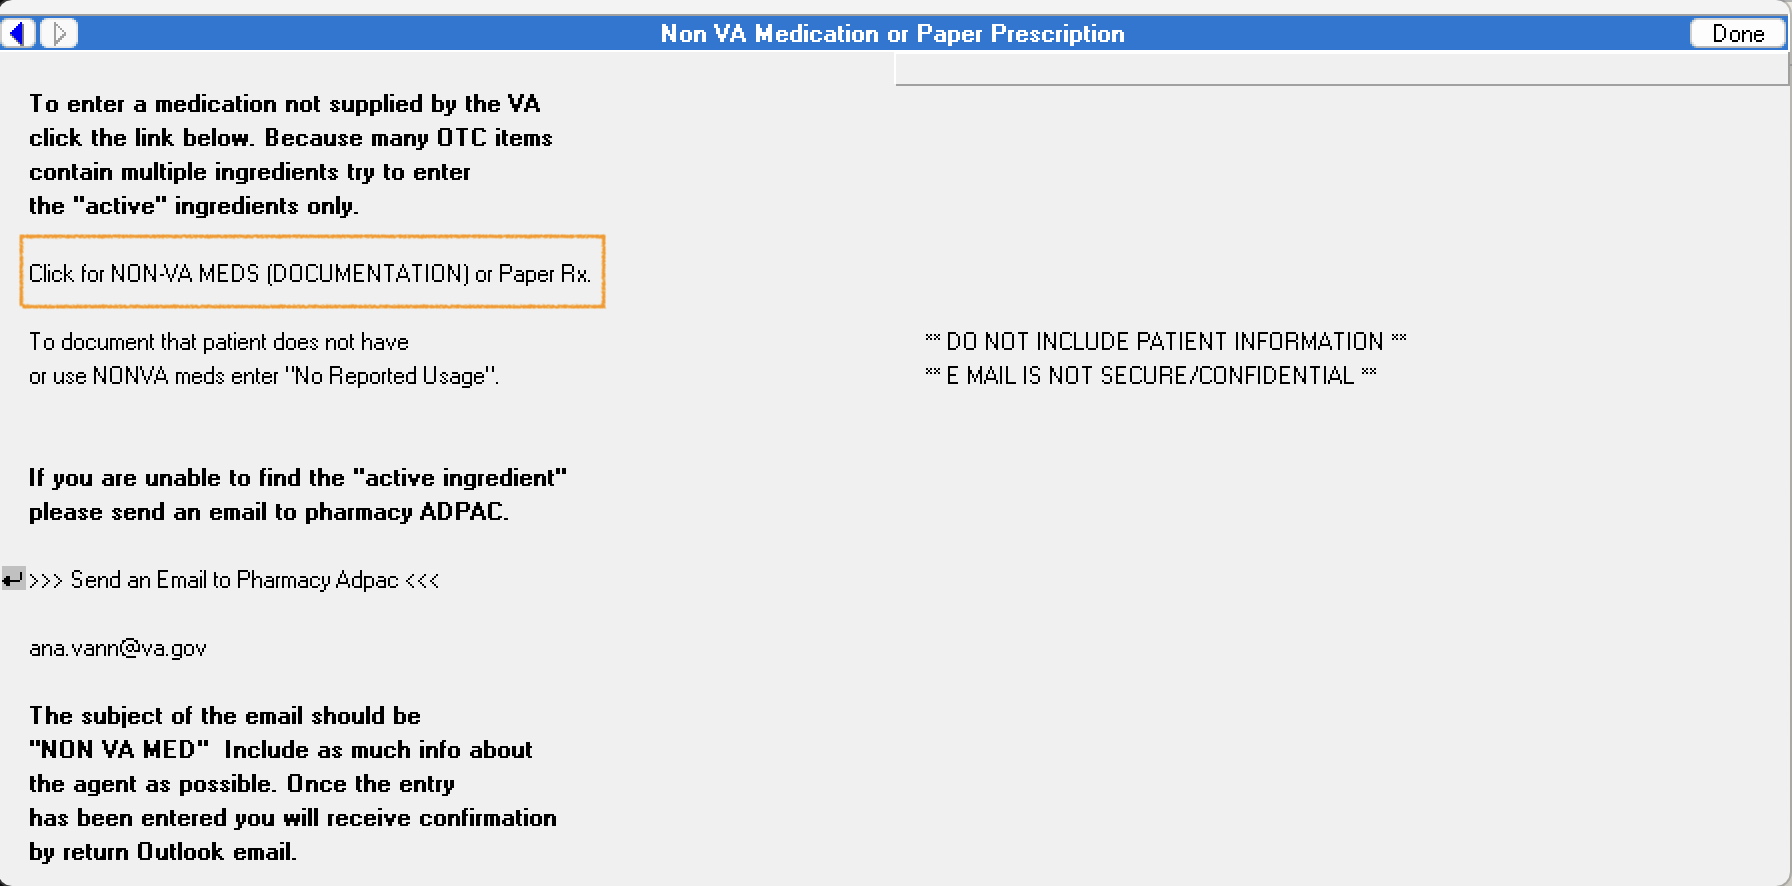 Non VA Medication or Paper Prescription
Done
To enter a medication not supplied by the VA
click the link below. Because many OTC items
contain multiple ingredients try to enter
the "active" ingredients only.
Click for NON-VA MEDS (DOCUMENTATION) or Paper Rx.
To document that patient does not have
or use NONVA meds enter "No Reported Usage".
** DO NOT INCLUDE PATIENT INFORMATION **
** E MAIL IS NOT SECURE/CONFIDENTIAL **
If you are unable to find the "active ingredient"
please send an email to pharmacy ADPAC.
>>> Send an Email to Pharmacy Adpac <<<
ana.vann@va.gov
The subject of the email should be
"NON VA MED"  Include as much info about
the agent as possible. Once the entry
has been entered you will receive confirmation
by return Outlook email.